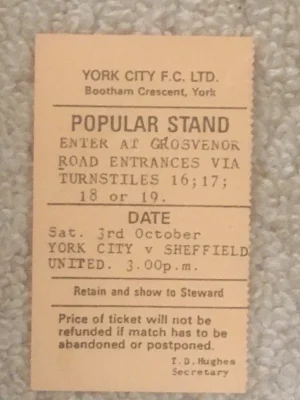 YORK CITY F.C. LTD.
Bootham Crescent, York
POPULAR STAND
ENTER AT GROSVENOR
ROAD ENTRANCES VIA
TURNSTILES 16;17;
18 or 19.
DATE
Sat. 3rd October
YORK CITY v SHEFFIELD
UNITED. 3.00p.m.
Retain and show to Steward
Price of ticket will not be
refunded if match has to be
abandoned or postponed.
T.D.Hughes
Secretary